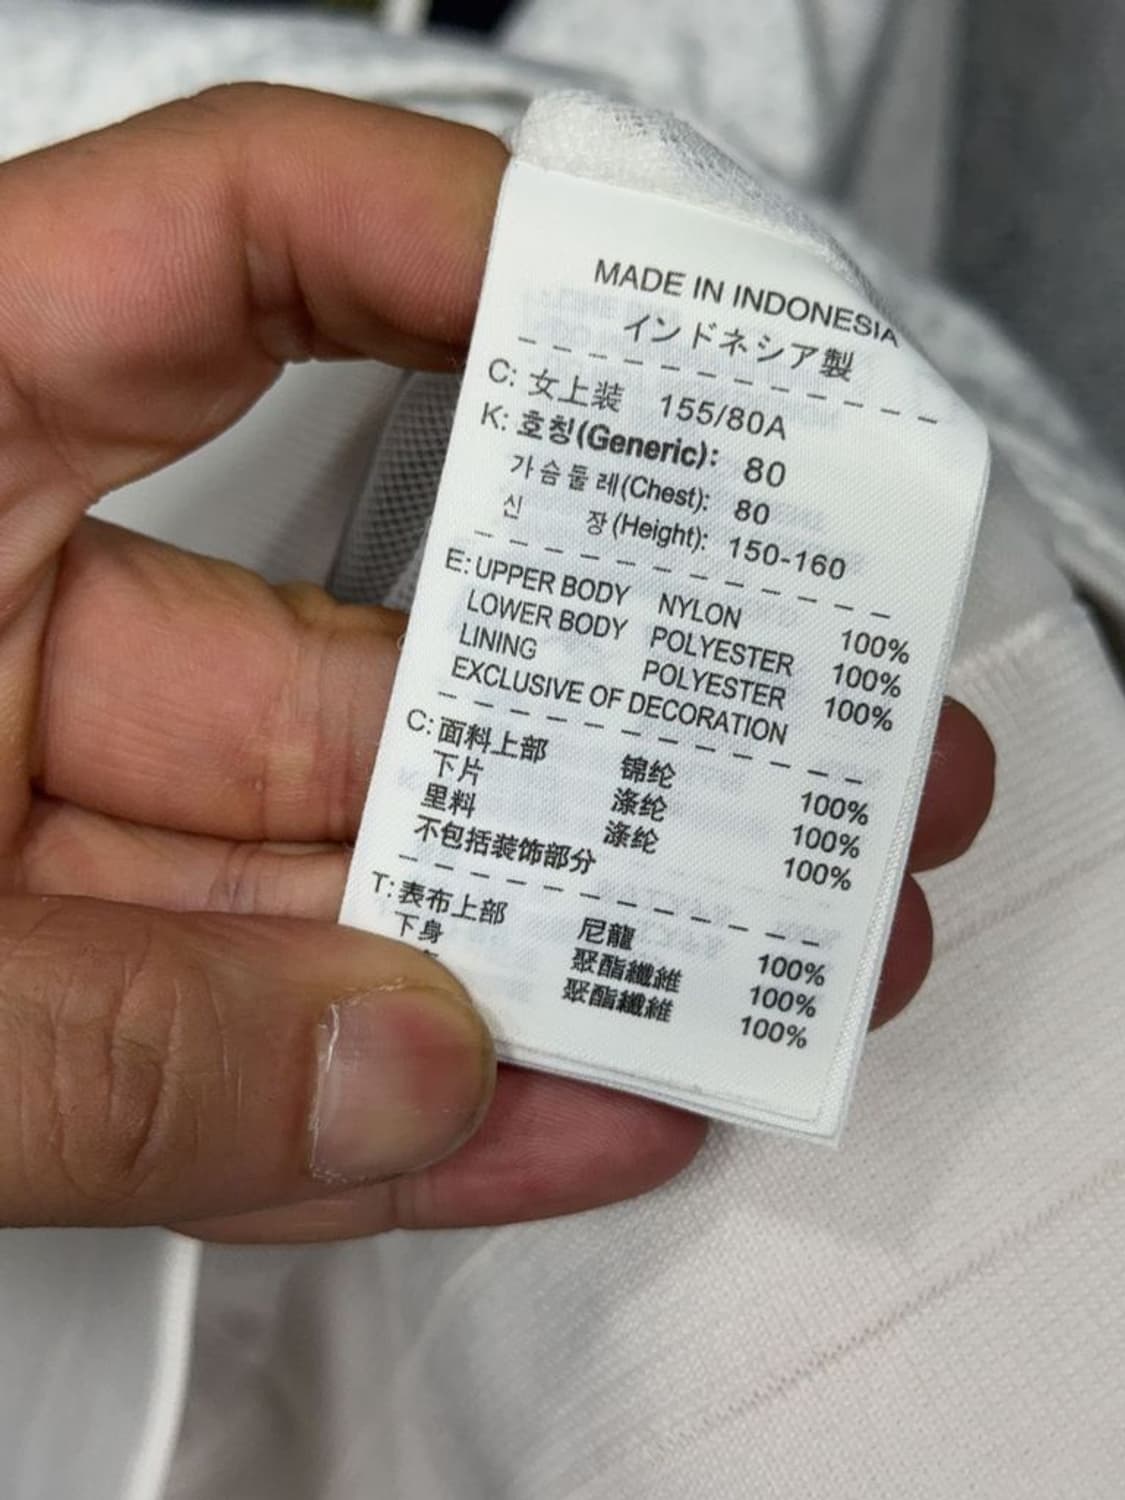 MADE IN INDONESIA
インドネシア製
C: 女上装 155/80A
K: 호칭(Generic): 80
가슴둘레(Chest): 80
신 장(Height): 150-160
E: UPPER BODY NYLON 100%
LOWER BODY POLYESTER 100%
LINING POLYESTER 100%
EXCLUSIVE OF DECORATION
C: 面料上部 锦纶 100%
下片 涤纶 100%
里料 涤纶 100%
不包括装饰部分
T: 表布上部 尼龍 100%
下身 聚酯纖維 100%
聚酯纖維 100%